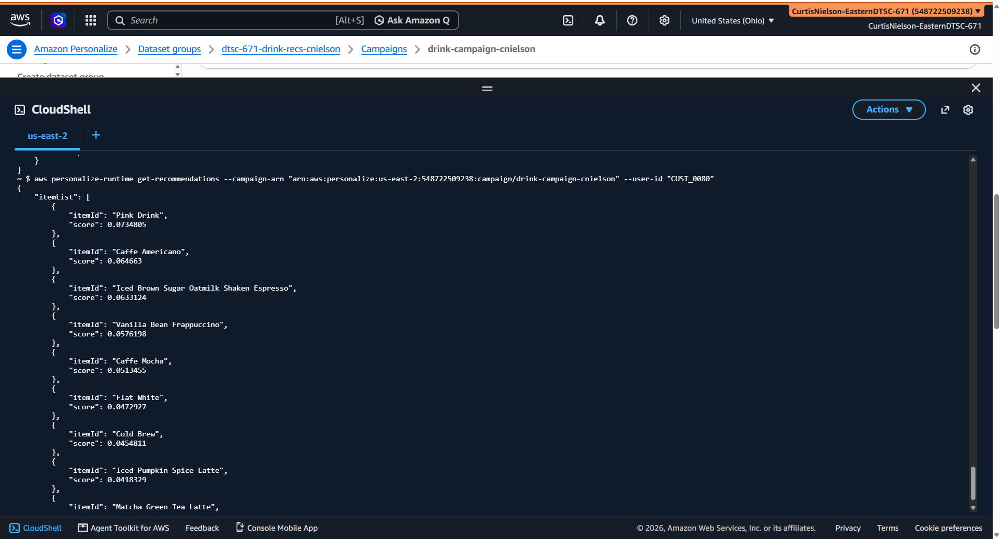 aws
Search
[Alt+S]
Ask Amazon Q
United States (Ohio)
CurtisNielson-EasternDTSC-671 (548722509238)
CurtisNielson-EasternDTSC-671
Amazon Personalize
Dataset groups
dtsc-671-drink-recs-cnielson
Campaigns
drink-campaign-cnielson
Create dataset group
CloudShell
Actions
us-east-2
+
}
}
~ $ aws personalize-runtime get-recommendations --campaign-arn "arn:aws:personalize:us-east-2:548722509238:campaign/drink-campaign-cnielson" --user-id "CUST_0080"
{
"itemList": [
{
"itemId": "Pink Drink",
"score": 0.0734805
},
{
"itemId": "Caffe Americano",
"score": 0.064663
},
{
"itemId": "Iced Brown Sugar Oatmilk Shaken Espresso",
"score": 0.0633124
},
{
"itemId": "Vanilla Bean Frappuccino",
"score": 0.0576198
},
{
"itemId": "Caffe Mocha",
"score": 0.0513455
},
{
"itemId": "Flat White",
"score": 0.0472927
},
{
"itemId": "Cold Brew",
"score": 0.0454811
},
{
"itemId": "Iced Pumpkin Spice Latte",
"score": 0.0418329
},
{
"itemId": "Matcha Green Tea Latte",
CloudShell
Agent Toolkit for AWS
Feedback
Console Mobile App
© 2026, Amazon Web Services, Inc. or its affiliates.
Privacy
Terms
Cookie preferences